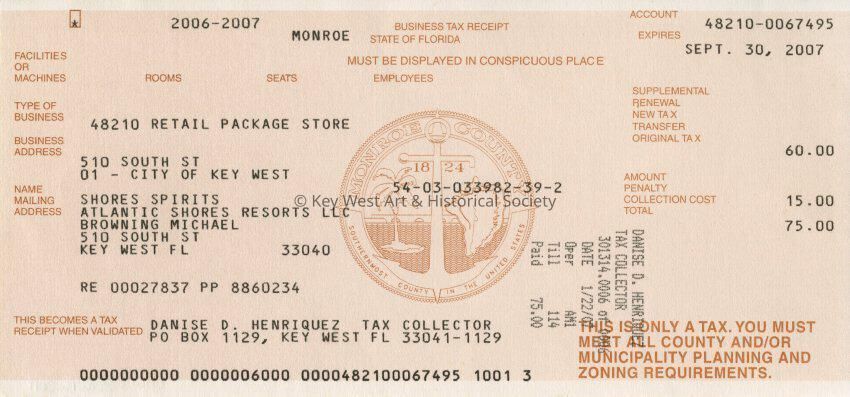 *
2006-2007
MONROE
BUSINESS TAX RECEIPT
STATE OF FLORIDA
MUST BE DISPLAYED IN CONSPICUOUS PLACE
ACCOUNT 48210-0067495
EXPIRES SEPT. 30, 2007
FACILITIES
OR
MACHINES
ROOMS SEATS EMPLOYEES
TYPE OF
BUSINESS
48210 RETAIL PACKAGE STORE
BUSINESS
ADDRESS
510 SOUTH ST
01 - CITY OF KEY WEST
SUPPLEMENTAL
RENEWAL
NEW TAX
TRANSFER
ORIGINAL TAX
60.00
MONROE COUNTY
1824
SOUTHERNMOST COUNTY IN THE UNITED STATES
54-03-033982-39-2
NAME
MAILING
ADDRESS
SHORES SPIRITS
ATLANTIC SHORES RESORTS LLC
BROWNING MICHAEL
510 SOUTH ST
KEY WEST FL 33040
© Key West Art & Historical Society
AMOUNT
PENALTY
COLLECTION COST 15.00
TOTAL 75.00
RE 00027837 PP 8860234
DANISE D. HENRIQUEZ
TAX COLLECTOR
301314.0006 of
DATE 1/22/
Oper AM1
Till 114
Paid 75.00
THIS BECOMES A TAX
RECEIPT WHEN VALIDATED
DANISE D. HENRIQUEZ TAX COLLECTOR
PO BOX 1129, KEY WEST FL 33041-1129
THIS IS ONLY A TAX. YOU MUST
MEET ALL COUNTY AND/OR
MUNICIPALITY PLANNING AND
ZONING REQUIREMENTS.
0000000000 0000006000 0000482100067495 1001 3